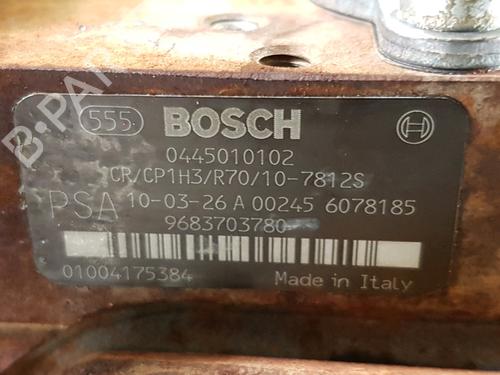 555 BOSCH
0445010102
CR/CP1H3/R70/10-7812S
PSA 10-03-26 A 00245 6078185
9683703780
01004175384 Made in Italy
B-PARTS